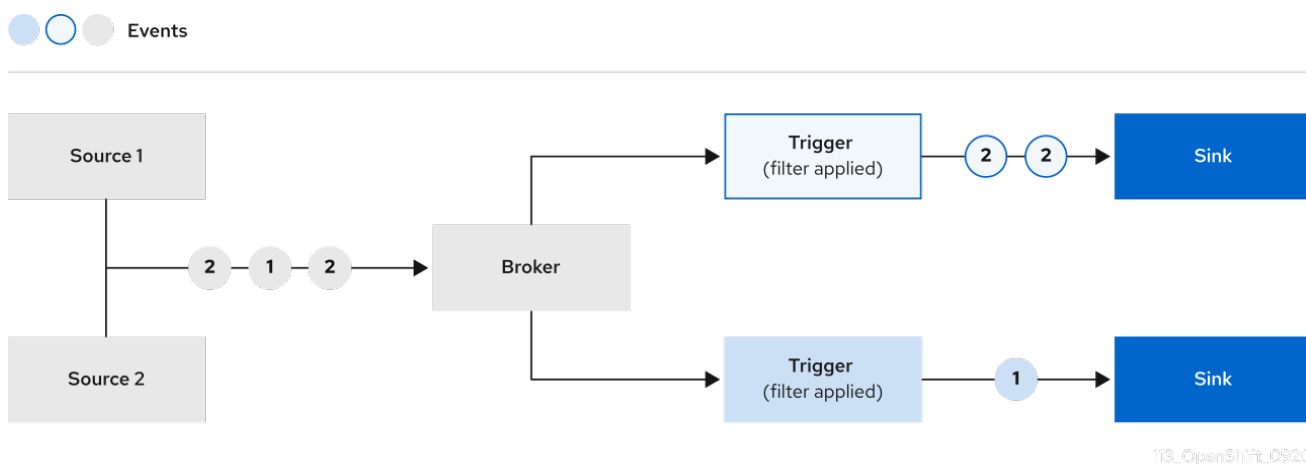 Events
Source 1
Trigger
(filter applied)
2
2
Sink
2
1
2
Broker
Source 2
Trigger
(filter applied)
1
Sink
113_OpenShift_0920